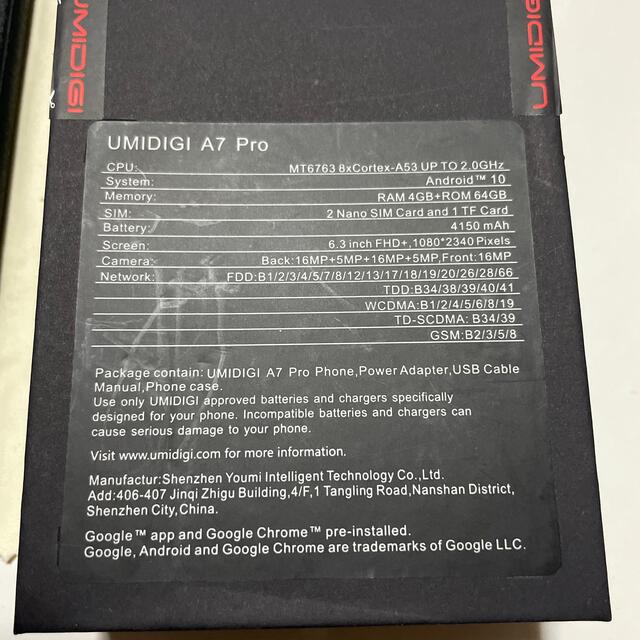 UMIDIGI
UMIDIGI
UMIDIGI A7 Pro
CPU: MT6763 8xCortex-A53 UP TO 2.0GHz
System: Android™ 10
Memory: RAM 4GB+ROM 64GB
SIM: 2 Nano SIM Card and 1 TF Card
Battery: 4150 mAh
Screen: 6.3 inch FHD+,1080*2340 Pixels
Camera: Back:16MP+5MP+16MP+5MP,Front:16MP
Network: FDD:B1/2/3/4/5/7/8/12/13/17/18/19/20/26/28/66
TDD:B34/38/39/40/41
WCDMA:B1/2/4/5/6/8/19
TD-SCDMA: B34/39
GSM:B2/3/5/8
Package contain: UMIDIGI A7 Pro Phone,Power Adapter,USB Cable
Manual,Phone case.
Use only UMIDIGI approved batteries and chargers specifically
designed for your phone. Incompatible batteries and chargers can
cause serious damage to your phone.
Visit www.umidigi.com for more information.
Manufactur:Shenzhen Youmi Intelligent Technology Co.,Ltd.
Add:406-407 Jinqi Zhigu Building,4/F,1 Tangling Road,Nanshan District,
Shenzhen City,China.
Google™ app and Google Chrome™ pre-installed.
Google, Android and Google Chrome are trademarks of Google LLC.